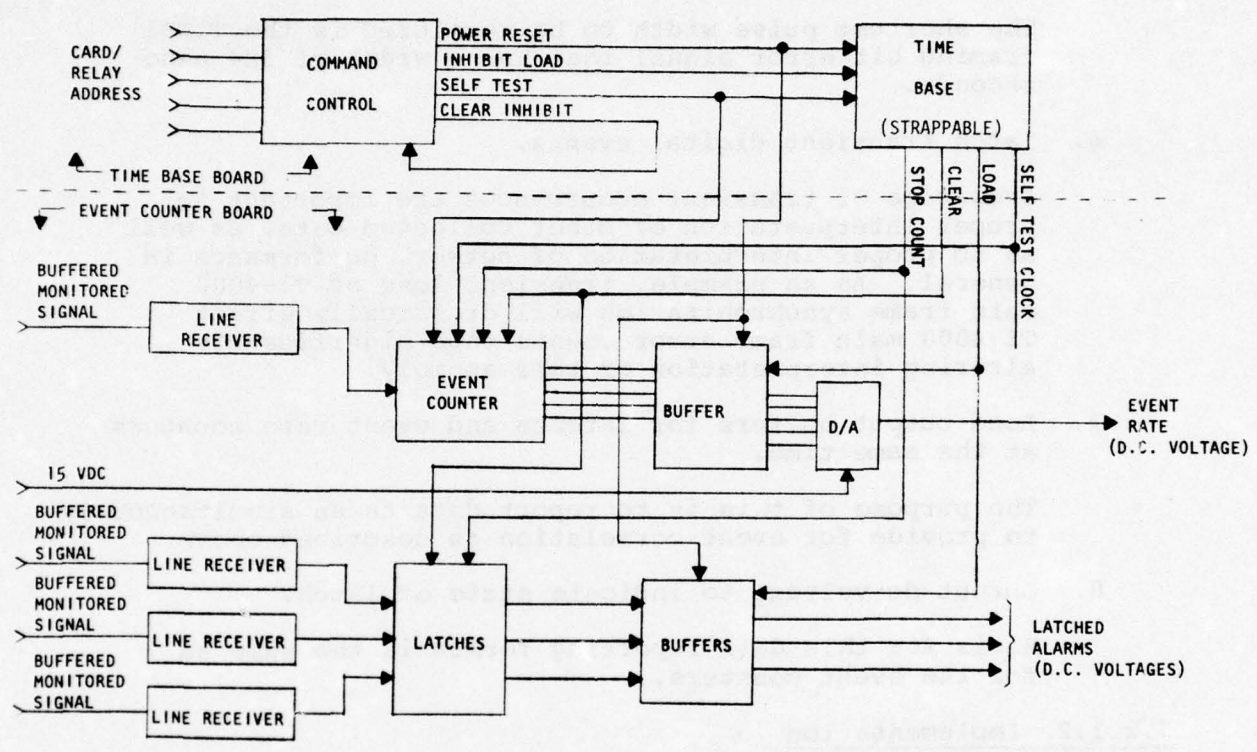 CARD/
RELAY
ADDRESS
COMMAND
CONTROL
POWER RESET
INHIBIT LOAD
SELF TEST
CLEAR INHIBIT
TIME
BASE
(STRAPPABLE)
TIME BASE BOARD
EVENT COUNTER BOARD
STOP COUNT
CLEAR
LOAD
SELF TEST CLOCK
BUFFERED
MONITORED
SIGNAL
LINE
RECEIVER
EVENT
COUNTER
BUFFER
D/A
EVENT
RATE
(D.C. VOLTAGE)
15 VDC
BUFFERED
MONITORED
SIGNAL
LINE RECEIVER
BUFFERED
MONITORED
SIGNAL
LINE RECEIVER
BUFFERED
MONITORED
SIGNAL
LINE RECEIVER
LATCHES
BUFFERS
LATCHED
ALARMS
(D.C. VOLTAGES)